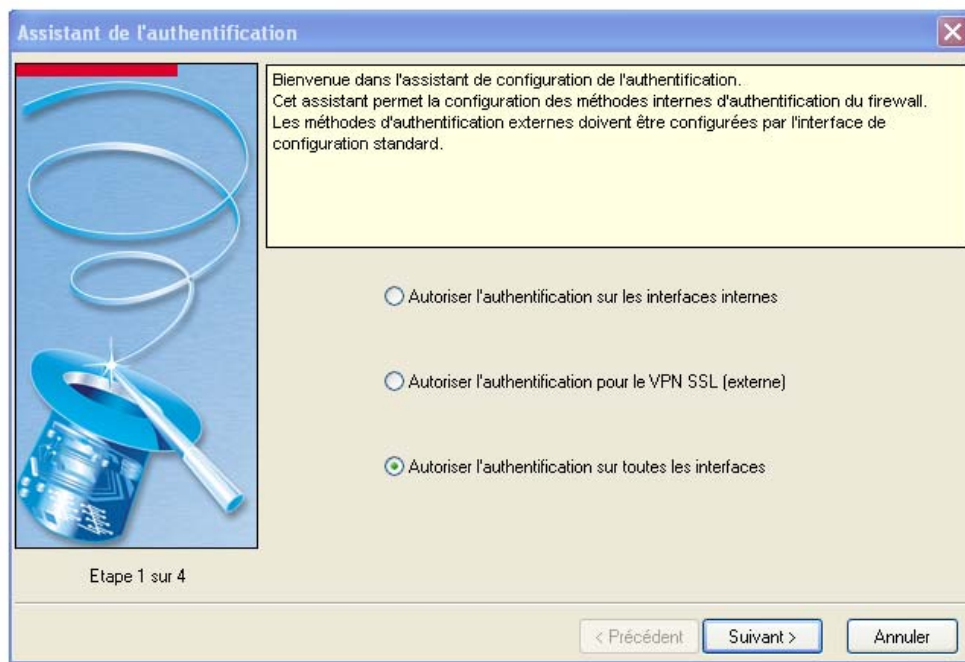 Assistant de l'authentification
Bienvenue dans l'assistant de configuration de l'authentification.
Cet assistant permet la configuration des méthodes internes d'authentification du firewall.
Les méthodes d'authentification externes doivent être configurées par l'interface de
configuration standard.
Autoriser l'authentification sur les interfaces internes
Autoriser l'authentification pour le VPN SSL (externe)
Autoriser l'authentification sur toutes les interfaces
Etape 1 sur 4
< Précédent
Suivant >
Annuler